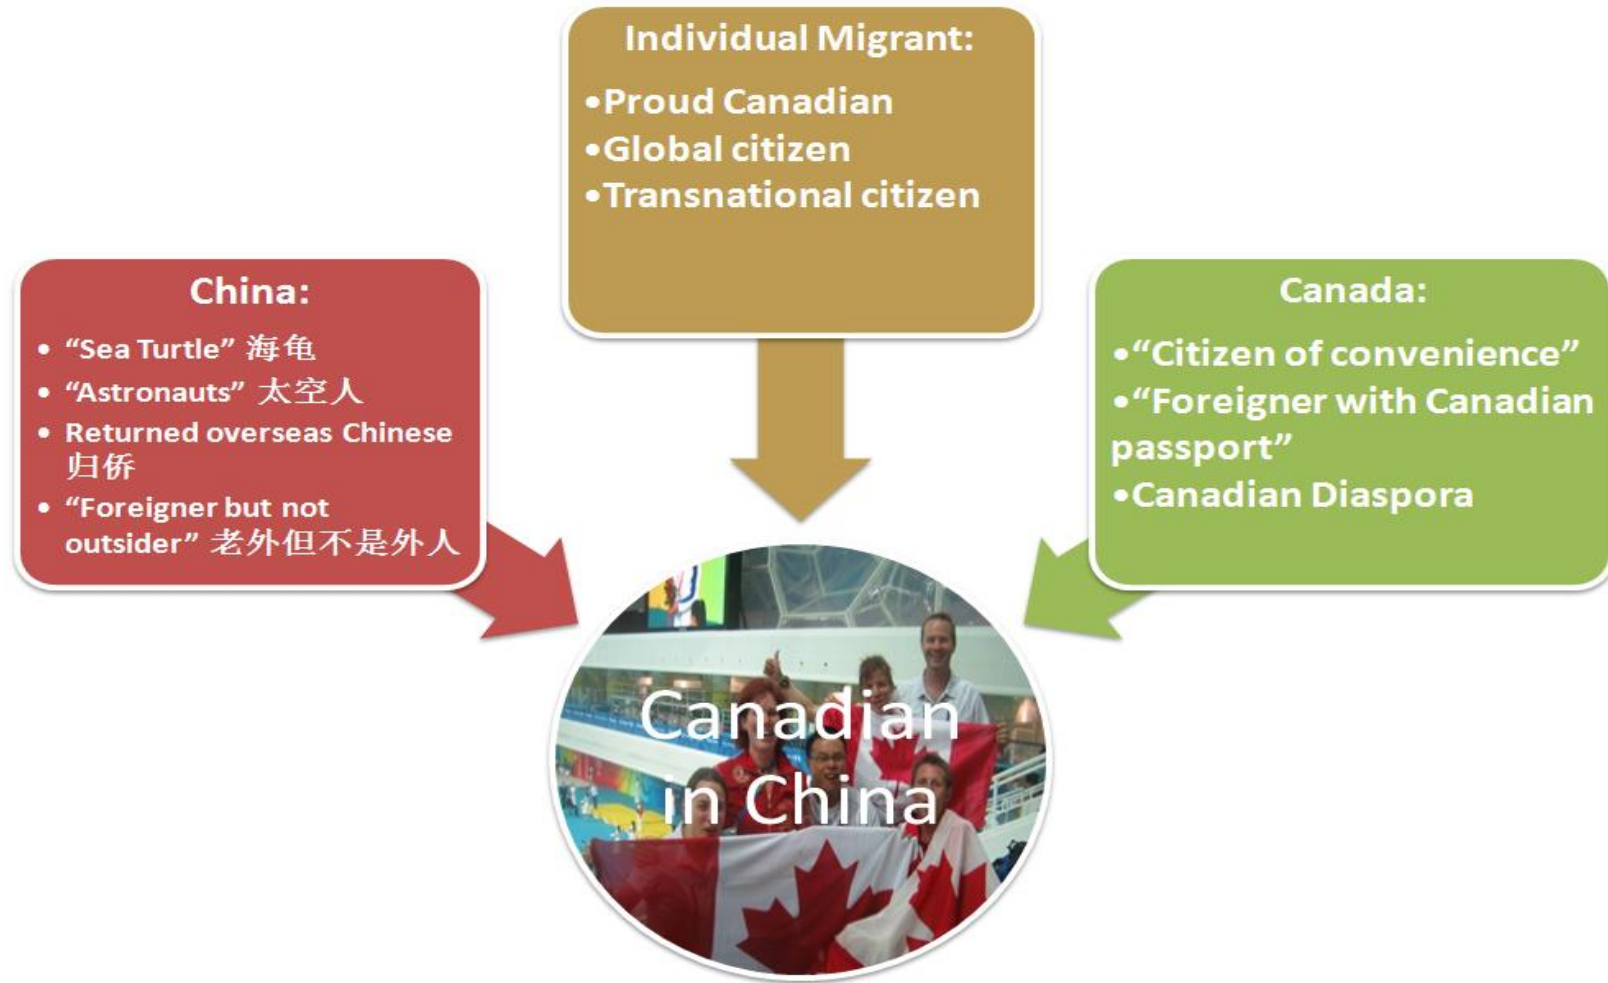 Individual Migrant:
•Proud Canadian
•Global citizen
•Transnational citizen
China:
• “Sea Turtle” 海龟
• “Astronauts” 太空人
• Returned overseas Chinese
归侨
• “Foreigner but not
outsider” 老外但不是外人
Canada:
•“Citizen of convenience”
•“Foreigner with Canadian
passport”
•Canadian Diaspora
Canadian
in China